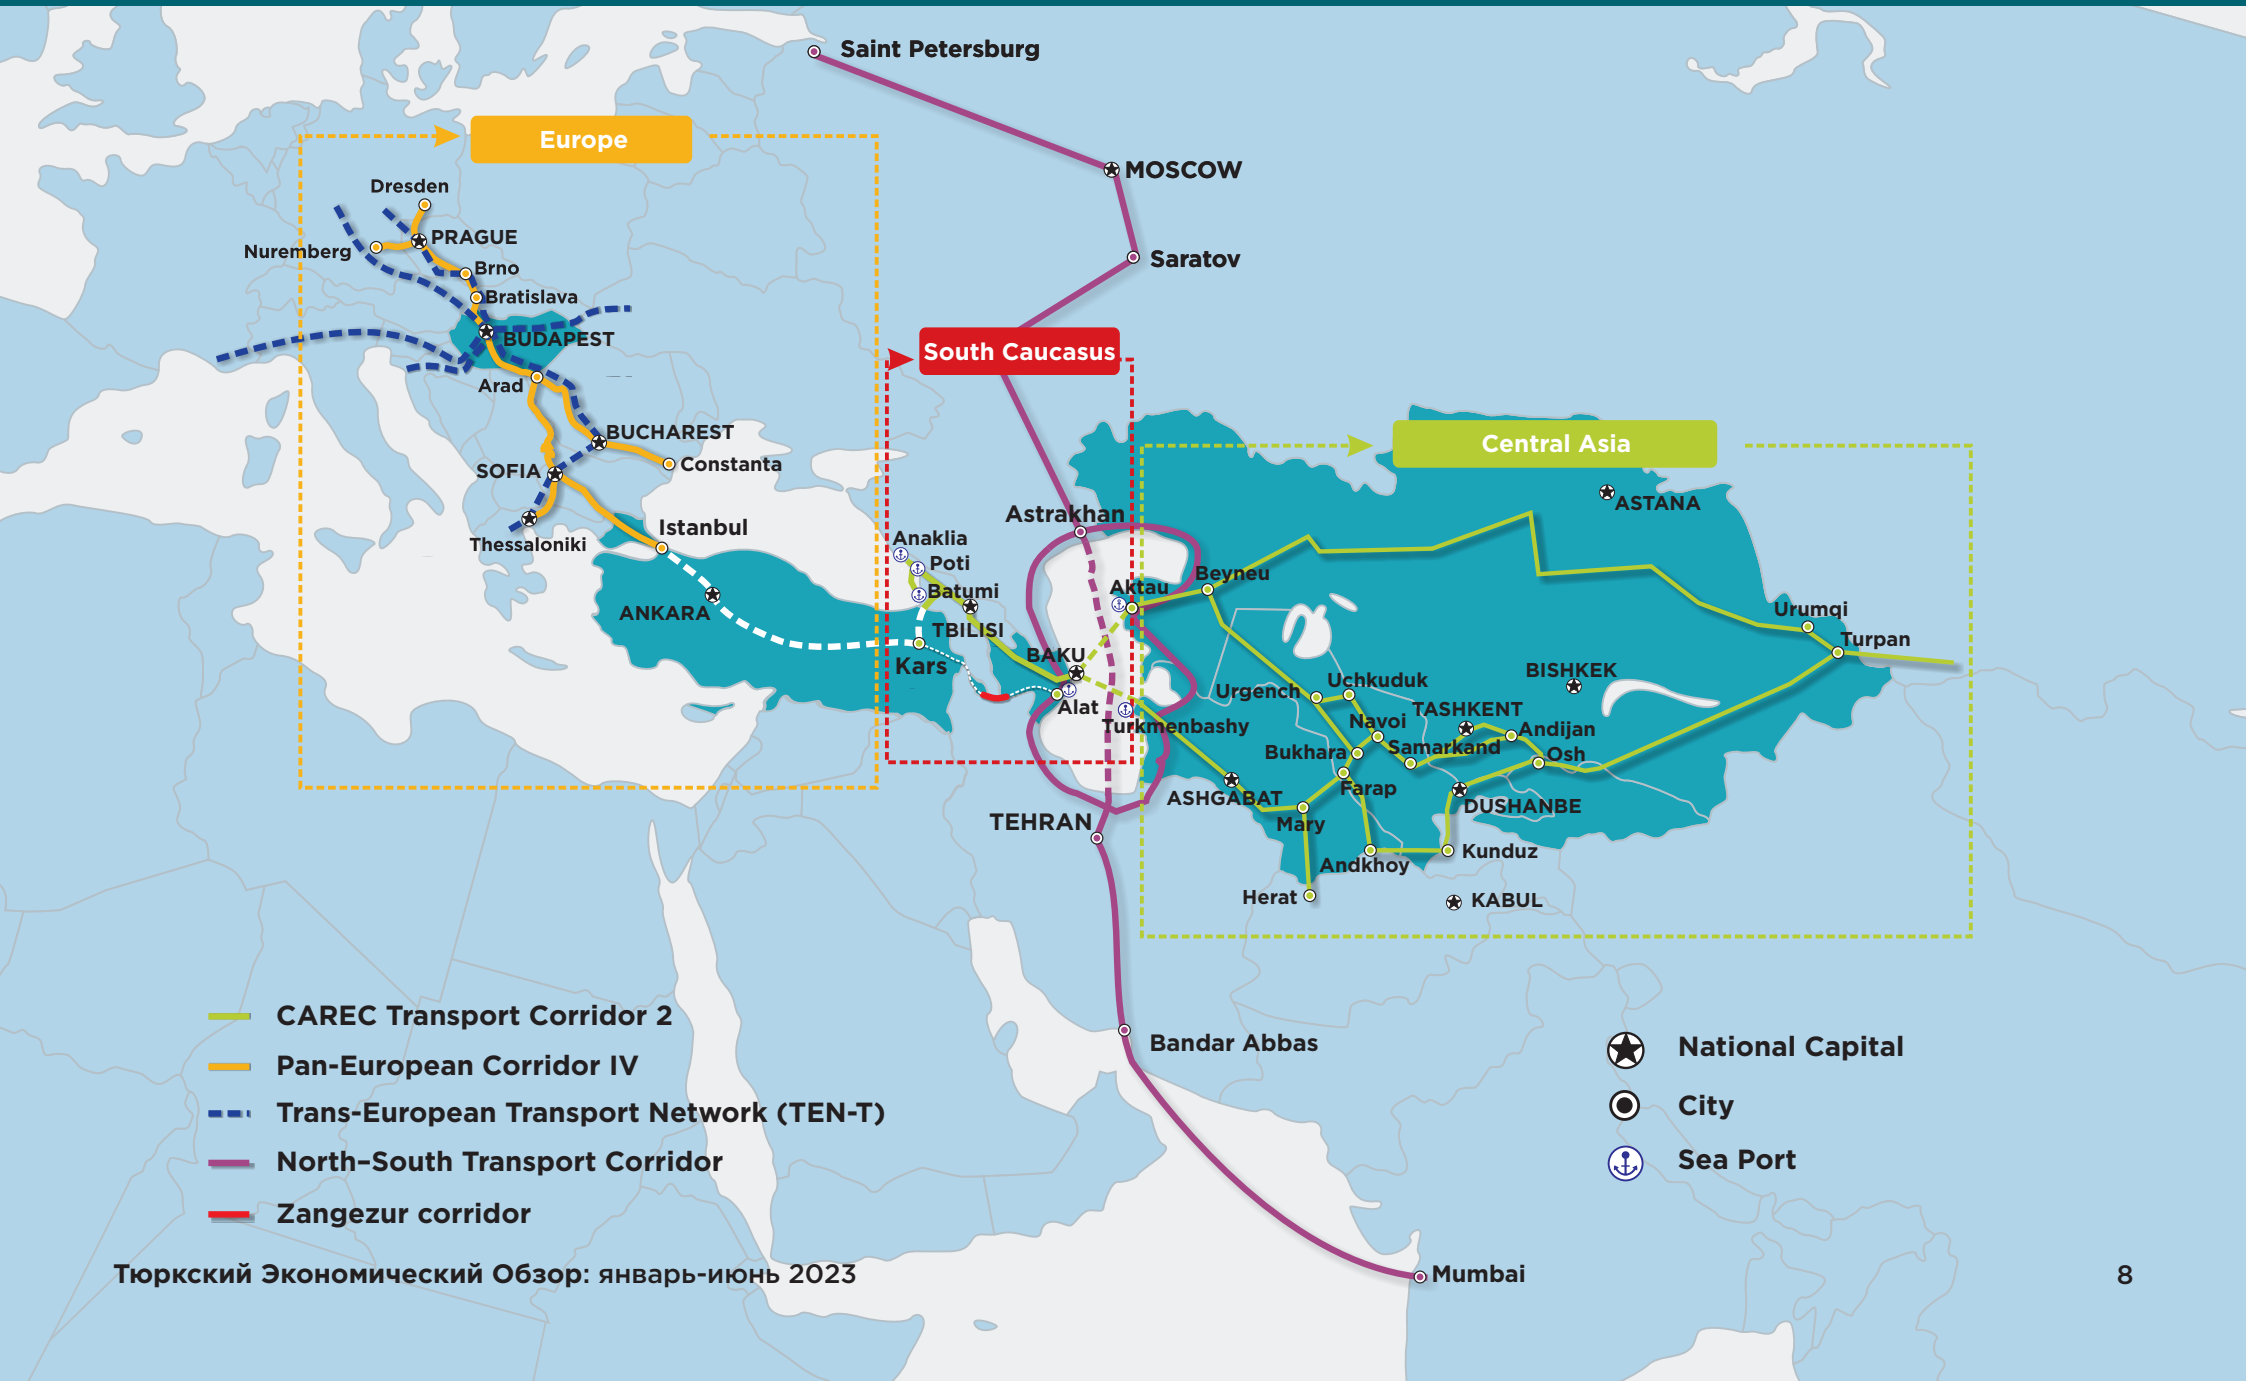 Saint Petersburg
Europe
MOSCOW
Dresden
PRAGUE
Nuremberg
Brno
Saratov
Bratislava
BUDAPEST
South Caucasus
Arad
BUCHAREST
Central Asia
SOFIA
Constanta
ASTANA
Astrakhan
Istanbul
Thessaloniki
Anaklia
Poti
Beyneu
Aktau
Batumi
ANKARA
Urumqi
TBILISI
Turpan
BAKU
Kars
BISHKEK
Uchkuduk
Urgench
Alat
TASHKENT
Navoi
Turkmenbashy
Andijan
Samarkand
Bukhara
Osh
Farap
ASHGABAT
DUSHANBE
TEHRAN
Mary
Kunduz
Andkhoy
Herat
KABUL
CAREC Transport Corridor 2
Pan-European Corridor IV
Trans-European Transport Network (TEN-T)
North–South Transport Corridor
Zangezur corridor
Bandar Abbas
National Capital
City
Sea Port
Mumbai
Тюркский Экономический Обзор: январь-июнь 2023
8